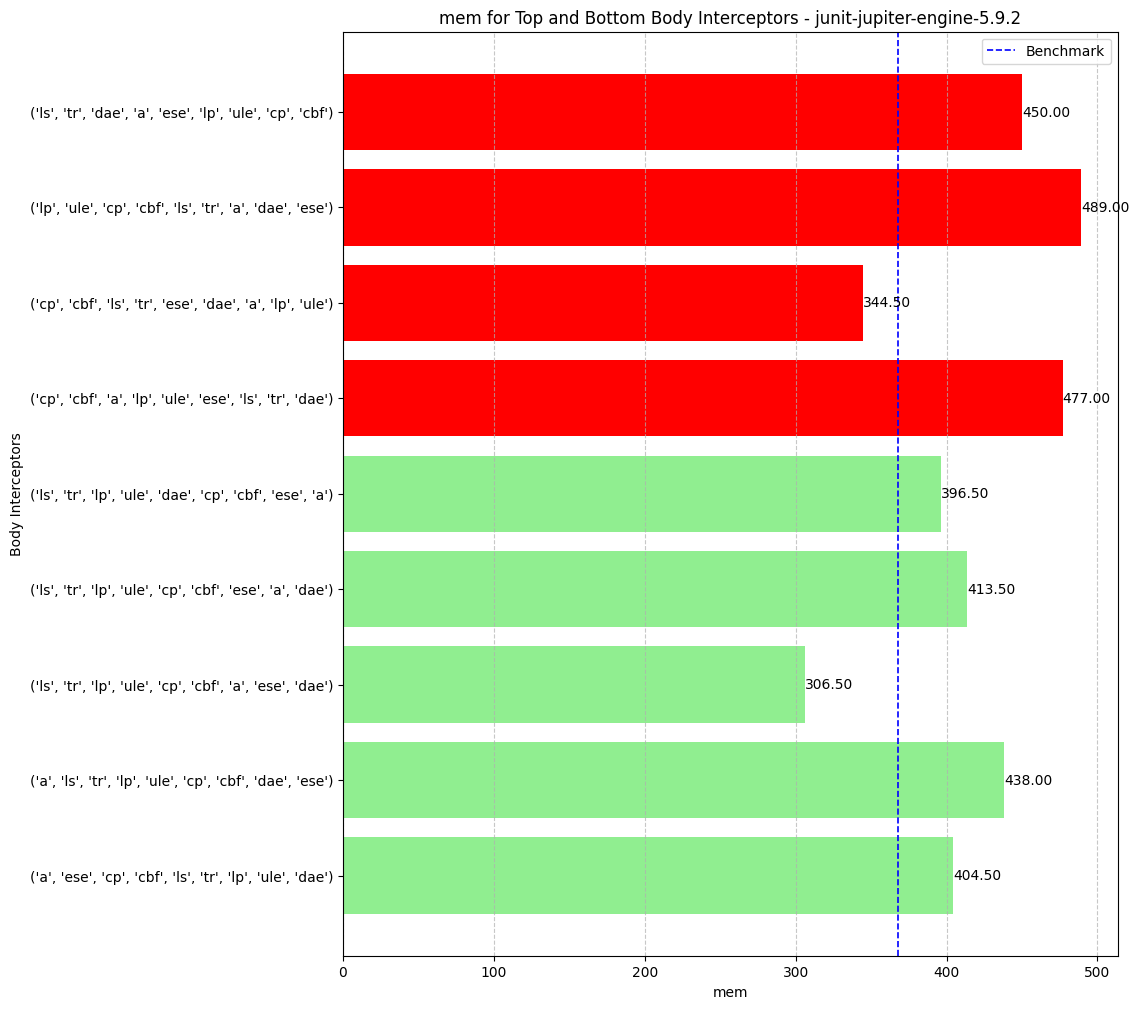 mem for Top and Bottom Body Interceptors - junit-jupiter-engine-5.9.2
Benchmark
('ls', 'tr', 'dae', 'a', 'ese', 'lp', 'ule', 'cp', 'cbf')
450.00
('lp', 'ule', 'cp', 'cbf', 'ls', 'tr', 'a', 'dae', 'ese')
489.00
('cp', 'cbf', 'ls', 'tr', 'ese', 'dae', 'a', 'lp', 'ule')
344.50
('cp', 'cbf', 'a', 'lp', 'ule', 'ese', 'ls', 'tr', 'dae')
477.00
('ls', 'tr', 'lp', 'ule', 'dae', 'cp', 'cbf', 'ese', 'a')
396.50
('ls', 'tr', 'lp', 'ule', 'cp', 'cbf', 'ese', 'a', 'dae')
413.50
('ls', 'tr', 'lp', 'ule', 'cp', 'cbf', 'a', 'ese', 'dae')
306.50
('a', 'ls', 'tr', 'lp', 'ule', 'cp', 'cbf', 'dae', 'ese')
438.00
('a', 'ese', 'cp', 'cbf', 'ls', 'tr', 'lp', 'ule', 'dae')
404.50
Body Interceptors
0 100 200 300 400 500
mem